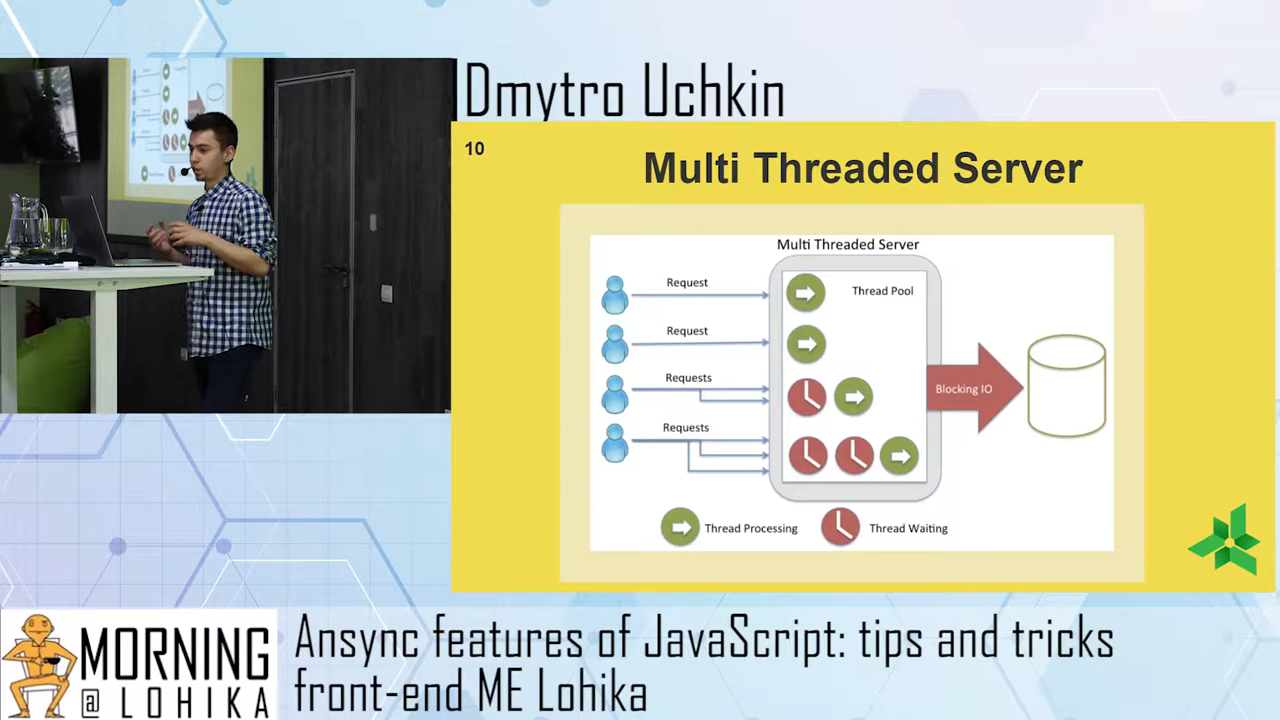 Dmytro Uchkin
10
Multi Threaded Server
Multi Threaded Server
Request
Thread Pool
Request
Requests
Blocking IO
Requests
Thread Processing
Thread Waiting
MORNING
@ LOHIKA
Ansync features of JavaScript: tips and tricks
front-end ME Lohika